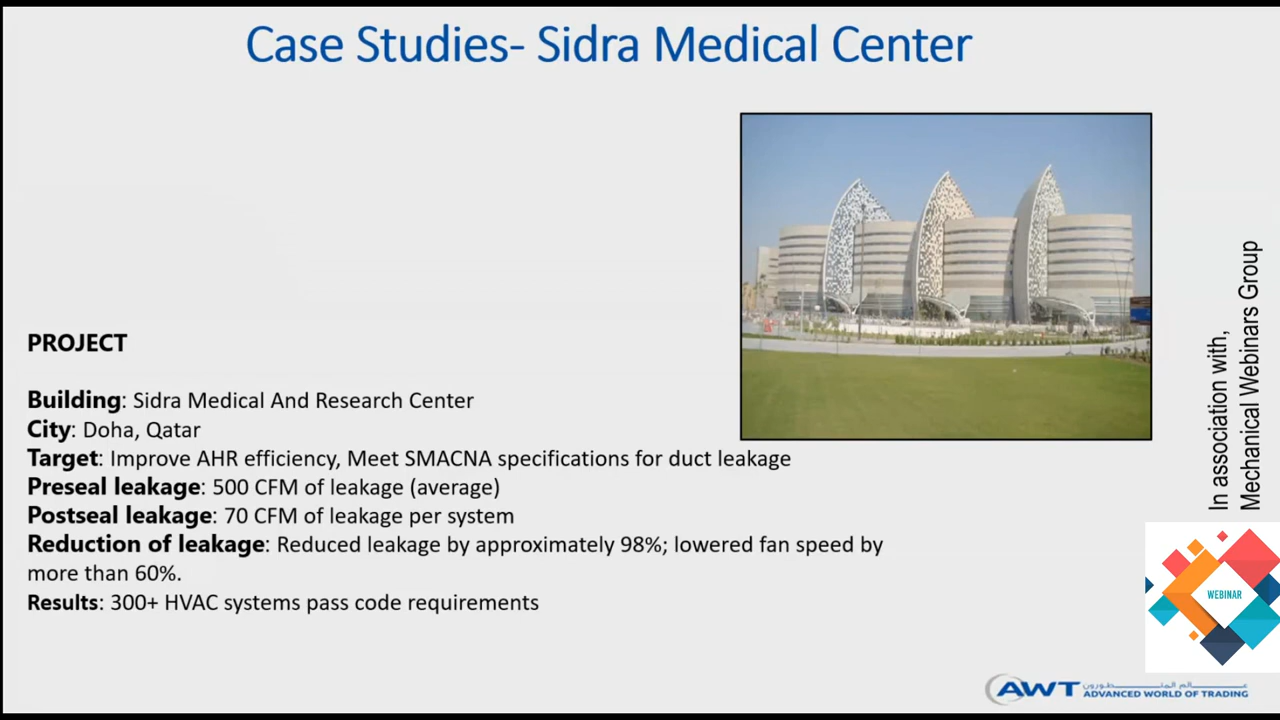 Case Studies- Sidra Medical Center
PROJECT
Building: Sidra Medical And Research Center
City: Doha, Qatar
Target: Improve AHR efficiency, Meet SMACNA specifications for duct leakage
Preseal leakage: 500 CFM of leakage (average)
Postseal leakage: 70 CFM of leakage per system
Reduction of leakage: Reduced leakage by approximately 98%; lowered fan speed by
more than 60%.
Results: 300+ HVAC systems pass code requirements
In association with,
Mechanical Webinars Group
WEBINAR
AWT
ADVANCED WORLD OF TRADING